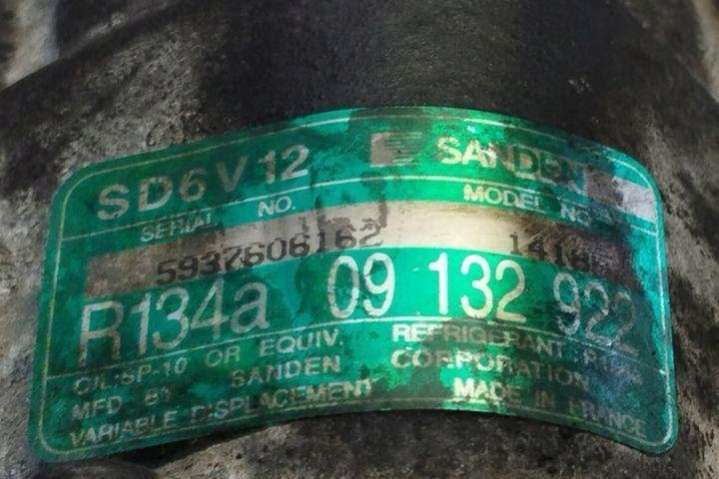 SD6V12 SANDEN
SERIAL NO. MODEL NO.
5937606162
R134a 09 132 922
OIL:SP-10 OR EQUIV. REFRIGERANT:R134a
MFD BY SANDEN CORPORATION
VARIABLE DISPLACEMENT MADE IN FRANCE